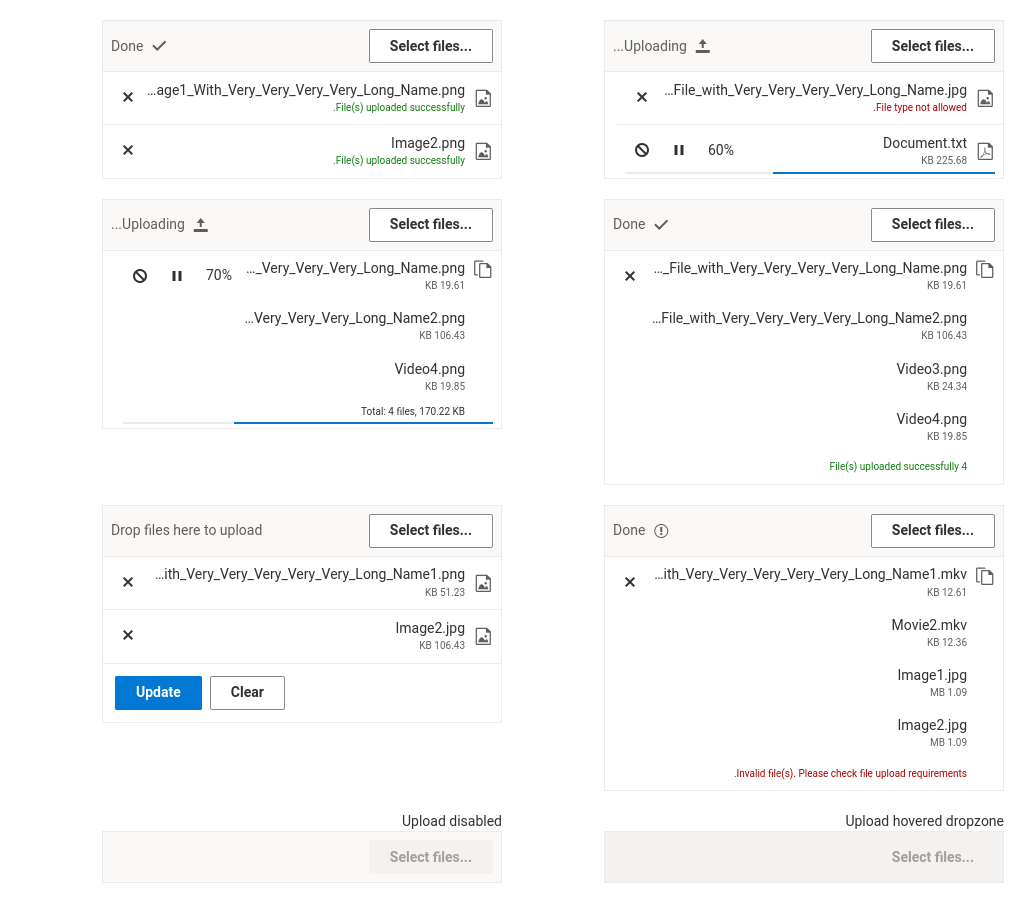 Done
Select files...
...age1_With_Very_Very_Very_Very_Long_Name.png
.File(s) uploaded successfully
Image2.png
.File(s) uploaded successfully
...Uploading
Select files...
...File_with_Very_Very_Very_Very_Long_Name.jpg
.File type not allowed
60%
Document.txt
KB 225.68
...Uploading
Select files...
70%
..._Very_Very_Very_Long_Name.png
KB 19.61
...Very_Very_Very_Long_Name2.png
KB 106.43
Video4.png
KB 19.85
Total: 4 files, 170.22 KB
Done
Select files...
..._File_with_Very_Very_Very_Very_Long_Name.png
KB 19.61
...File_with_Very_Very_Very_Very_Long_Name2.png
KB 106.43
Video3.png
KB 24.34
Video4.png
KB 19.85
File(s) uploaded successfully 4
Drop files here to upload
Select files...
...ith_Very_Very_Very_Very_Very_Long_Name1.png
KB 51.23
Image2.jpg
KB 106.43
Update
Clear
Done
Select files...
...ith_Very_Very_Very_Very_Very_Long_Name1.mkv
KB 12.61
Movie2.mkv
KB 12.36
Image1.jpg
MB 1.09
Image2.jpg
MB 1.09
.Invalid file(s). Please check file upload requirements
Upload disabled
Select files...
Upload hovered dropzone
Select files...